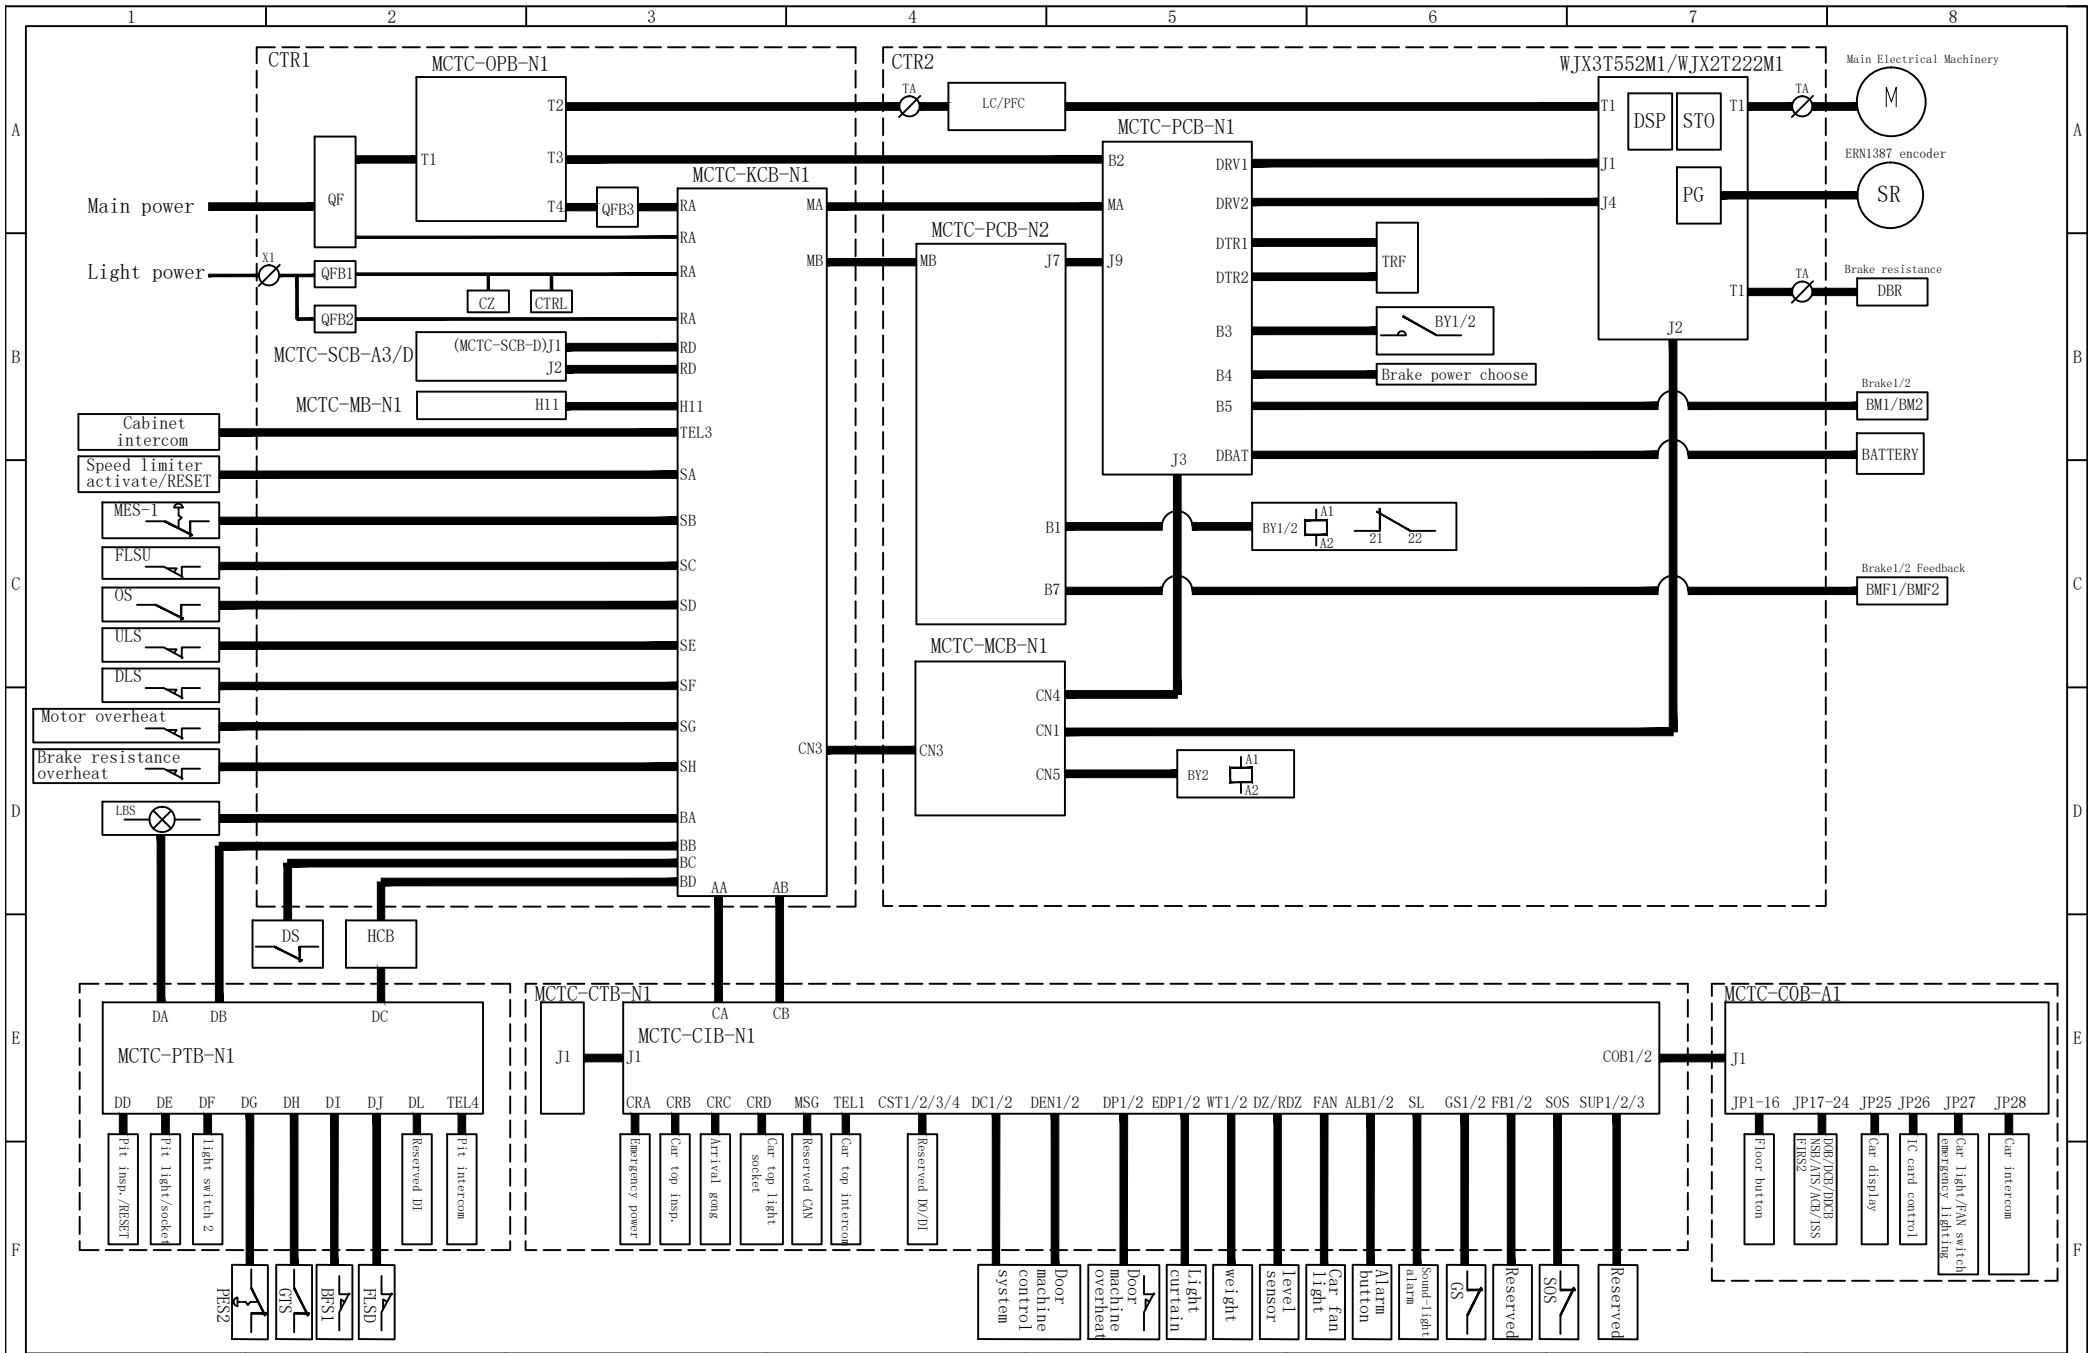 1 2 3 4 5 6 7 8
A
B
C
D
E
F
A
B
C
D
E
F
CTR1
MCTC-OPB-N1
T2
T1
T3
T4
QF
QFB3
Main power
Light power
X1
QFB1
QFB2
CZ
CTRL
MCTC-SCB-A3/D
(MCTC-SCB-D)J1
J2
MCTC-MB-N1
H11
MCTC-KCB-N1
RA
RA
RA
RA
RD
RD
H11
TEL3
SA
SB
SC
SD
SE
SF
SG
SH
BA
BB
BC
BD
AA
AB
MA
MB
CN3
Cabinet
intercom
Speed limiter
activate/RESET
MES-1
FLSU
OS
ULS
DLS
Motor overheat
Brake resistance
overheat
LBS
DS
HCB
CTR2
TA
LC/PFC
MCTC-PCB-N1
B2
MA
J9
DRV1
DRV2
DTR1
DTR2
B3
B4
B5
DBAT
J3
MCTC-PCB-N2
MB
J7
B1
B7
TRF
BY1/2
Brake power choose
BY1/2
A1
A2
21
22
MCTC-MCB-N1
CN3
CN4
CN1
CN5
BY2
A1
A2
WJX3T552M1/WJX2T222M1
T1
J1
J4
DSP
STO
PG
T1
T1
J2
TA
TA
Main Electrical Machinery
M
ERN1387 encoder
SR
Brake resistance
DBR
Brake1/2
BM1/BM2
BATTERY
Brake1/2 Feedback
BMF1/BMF2
DA
DB
DC
MCTC-PTB-N1
DD
DE
DF
DG
DH
DI
DJ
DL
TEL4
Pit insp./RESET
Pit light/socket
light switch 2
PES2
GTS
BFS1
FLSD
Reserved DI
Pit intercom
MCTC-CTB-N1
J1
CA
CB
MCTC-CIB-N1
J1
COB1/2
CRA
CRB
CRC
CRD
MSG
TEL1
CST1/2/3/4
DC1/2
DEN1/2
DP1/2
EDP1/2
WT1/2
DZ/RDZ
FAN
ALB1/2
SL
GS1/2
FB1/2
SOS
SUP1/2/3
Emergency power
Car top insp.
Arrival gong
Car top light
socket
Reserved CAN
Car top intercom
Reserved DO/DI
Door
machine
control
system
Door
machine
overheat
Light
curtain
weight
level
sensor
Car fan
light
Alarm
button
Sound-light
alarm
GS
Reserved
SOS
Reserved
MCTC-COB-A1
J1
JP1-16
JP17-24
JP25
JP26
JP27
JP28
Floor button
DOB/DCB/DDCB
NSB/ATS/ACB/ISS
FIRS2
Car display
IC card control
Car light/FAN switch
emergency lighting
Car intercom